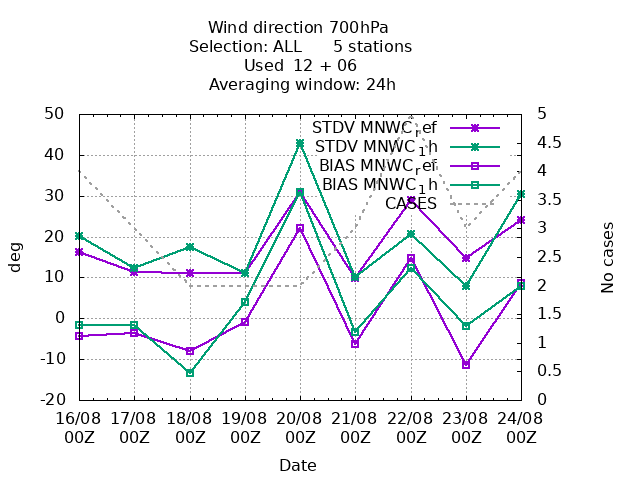 Wind direction 700hPa
Selection: ALL 5 stations
Used 12 + 06
Averaging window: 24h
50
40
30
20
10
0
-10
-20
deg
5
4.5
4
3.5
3
2.5
2
1.5
1
0.5
0
No cases
STDV MNWC_ref
STDV MNWC_1h
BIAS MNWC_ref
BIAS MNWC_1h
CASES
16/08 17/08 18/08 19/08 20/08 21/08 22/08 23/08 24/08
00Z 00Z 00Z 00Z 00Z 00Z 00Z 00Z 00Z
Date